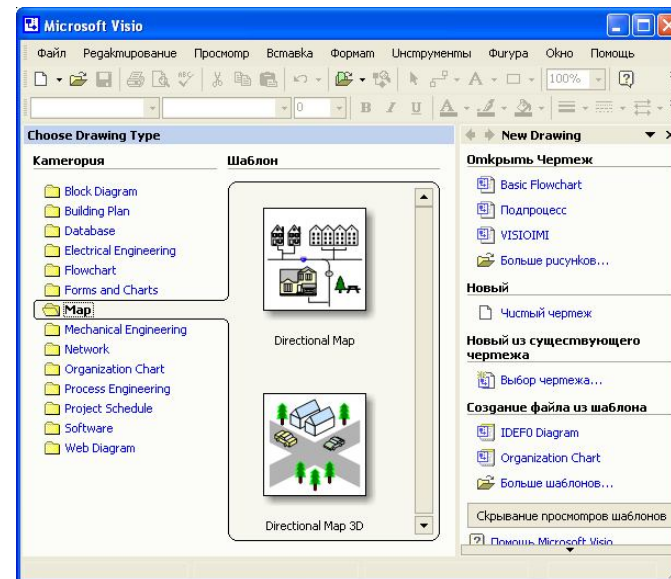 Microsoft Visio
Файл Редактирование Просмотр Вставка Формат Инструменты Фигура Окно Помощь
100%
0 B I U A
Choose Drawing Type
New Drawing
Категория
Шаблон
Block Diagram
Building Plan
Database
Electrical Engineering
Flowchart
Forms and Charts
Map
Mechanical Engineering
Network
Organization Chart
Process Engineering
Project Schedule
Software
Web Diagram
Directional Map
Directional Map 3D
Открыть Чертеж
Basic Flowchart
Подпроцесс
VISIOIMI
Больше рисунков...
Новый
Чистый чертеж
Новый из существующего
чертежа
Выбор чертежа...
Создание файла из шаблона
IDEF0 Diagram
Organization Chart
Больше шаблонов...
Скрывание просмотров шаблонов
Помощь Microsoft Visio